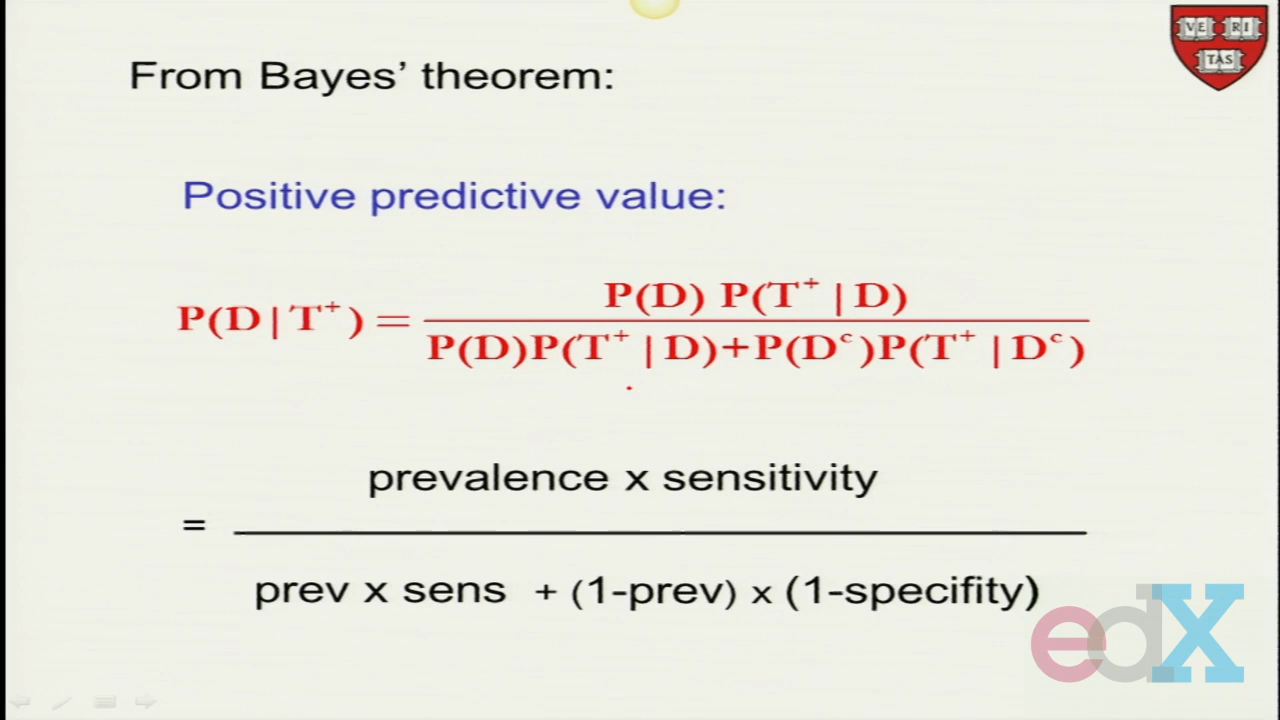 VE RI
TAS
From Bayes’ theorem:
Positive predictive value:
P(D) P(T⁺ | D)
P(D | T⁺) =
P(D)P(T⁺ | D)+P(Dᶜ)P(T⁺ | Dᶜ)
prevalence x sensitivity
=
prev x sens + (1-prev) x (1-specifity)
edX